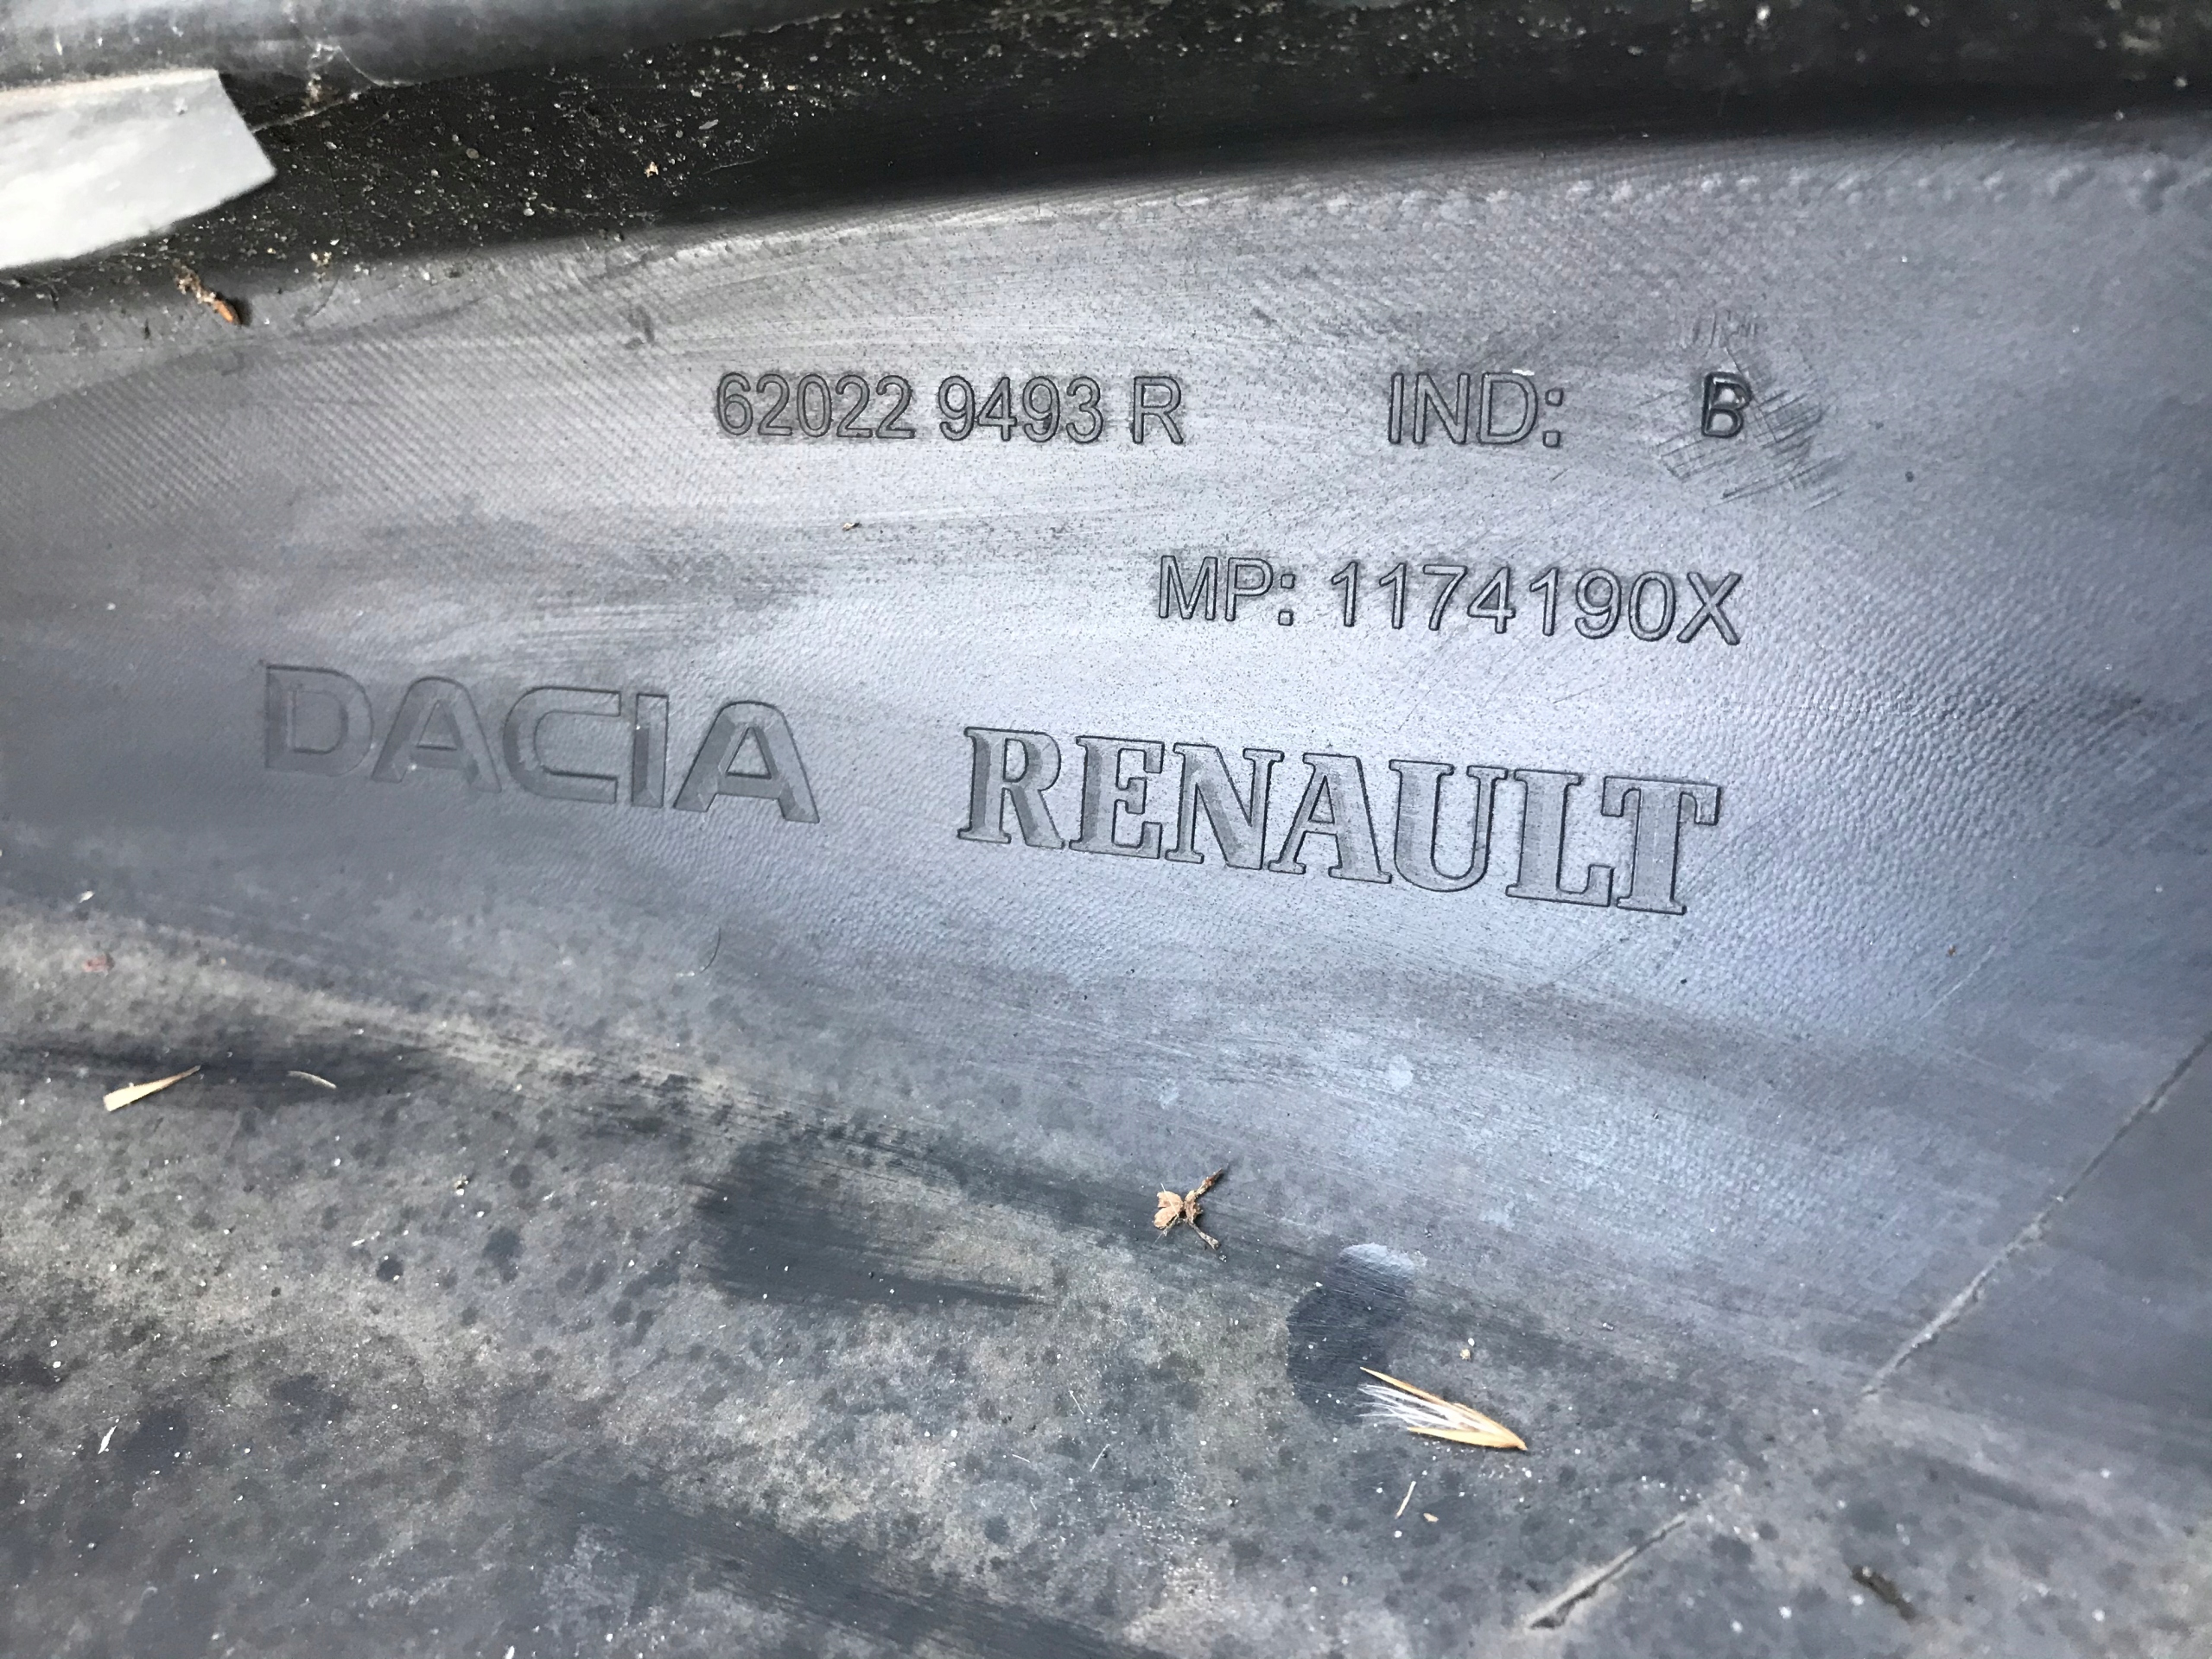 62022 9493 R IND: B
MP: 1174190X
DACIA RENAULT